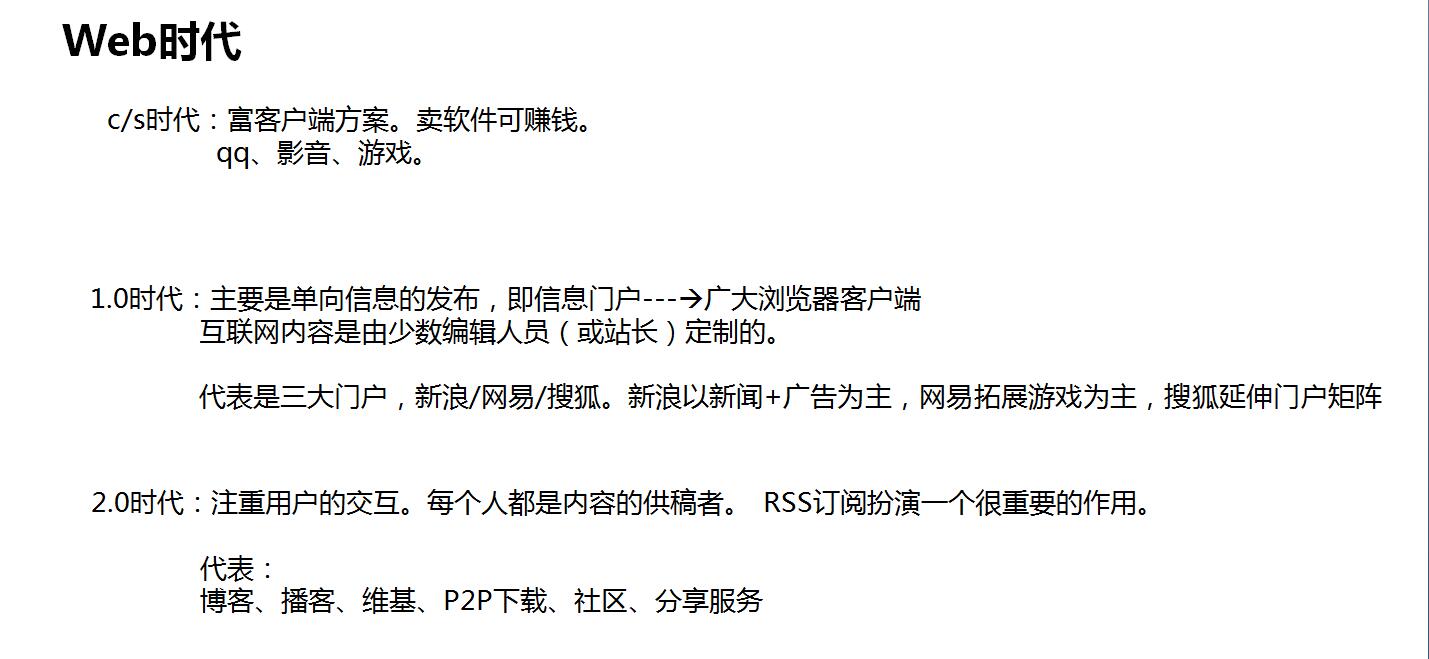 Web时代
c/s时代：富客户端方案。卖软件可赚钱。
qq、影音、游戏。
1.0时代：主要是单向信息的发布，即信息门户---→广大浏览器客户端
互联网内容是由少数编辑人员（或站长）定制的。
代表是三大门户，新浪/网易/搜狐。新浪以新闻+广告为主，网易拓展游戏为主，搜狐延伸门户矩阵
2.0时代：注重用户的交互。每个人都是内容的供稿者。 RSS订阅扮演一个很重要的作用。
代表：
博客、播客、维基、P2P下载、社区、分享服务